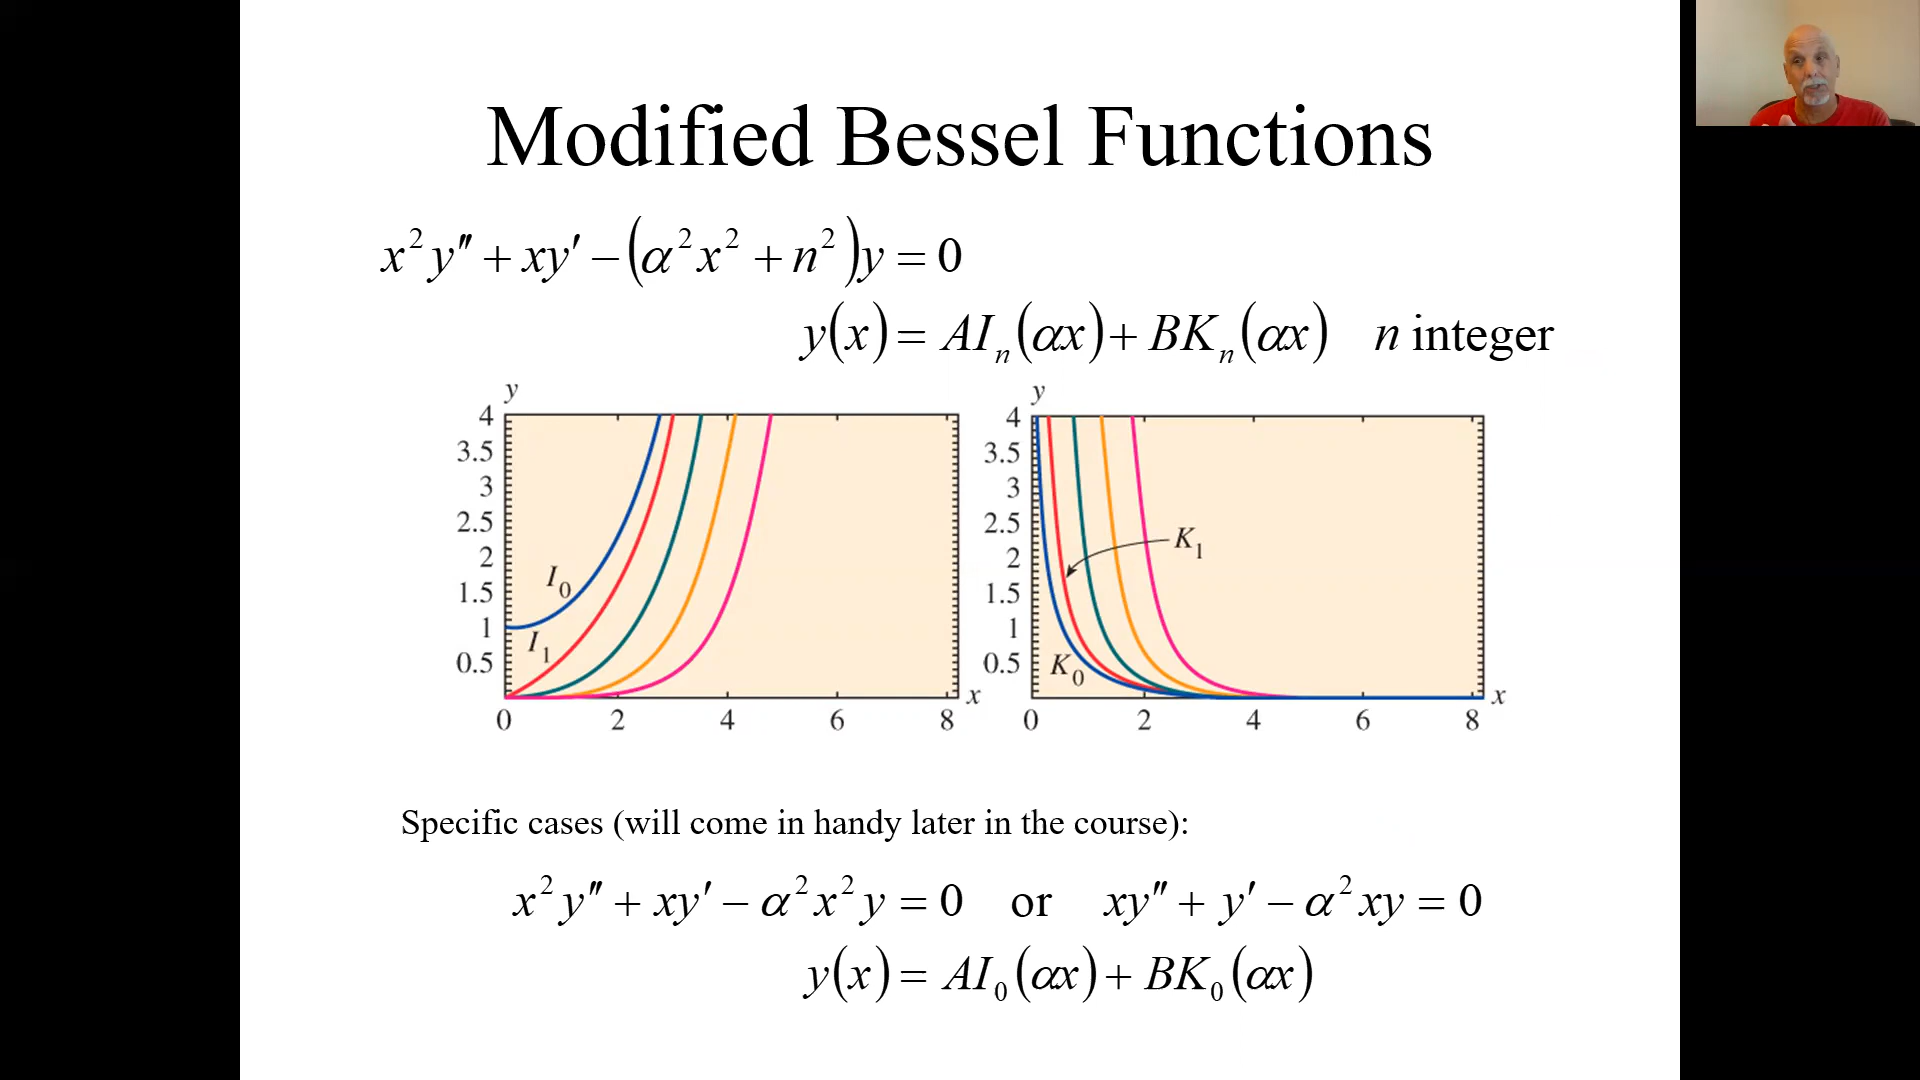 Modified Bessel Functions
x²y″ + xy′ − (α²x² + n²)y = 0
y(x) = AIₙ(αx) + BKₙ(αx) n integer
y
4
3.5
3
2.5
2
1.5
1
0.5
I₀
I₁
0 2 4 6 8 x
y
4
3.5
3
2.5
2
1.5
1
0.5
K₁
K₀
0 2 4 6 8 x
Specific cases (will come in handy later in the course):
x²y″ + xy′ − α²x²y = 0 or xy″ + y′ − α²xy = 0
y(x) = AI₀(αx) + BK₀(αx)